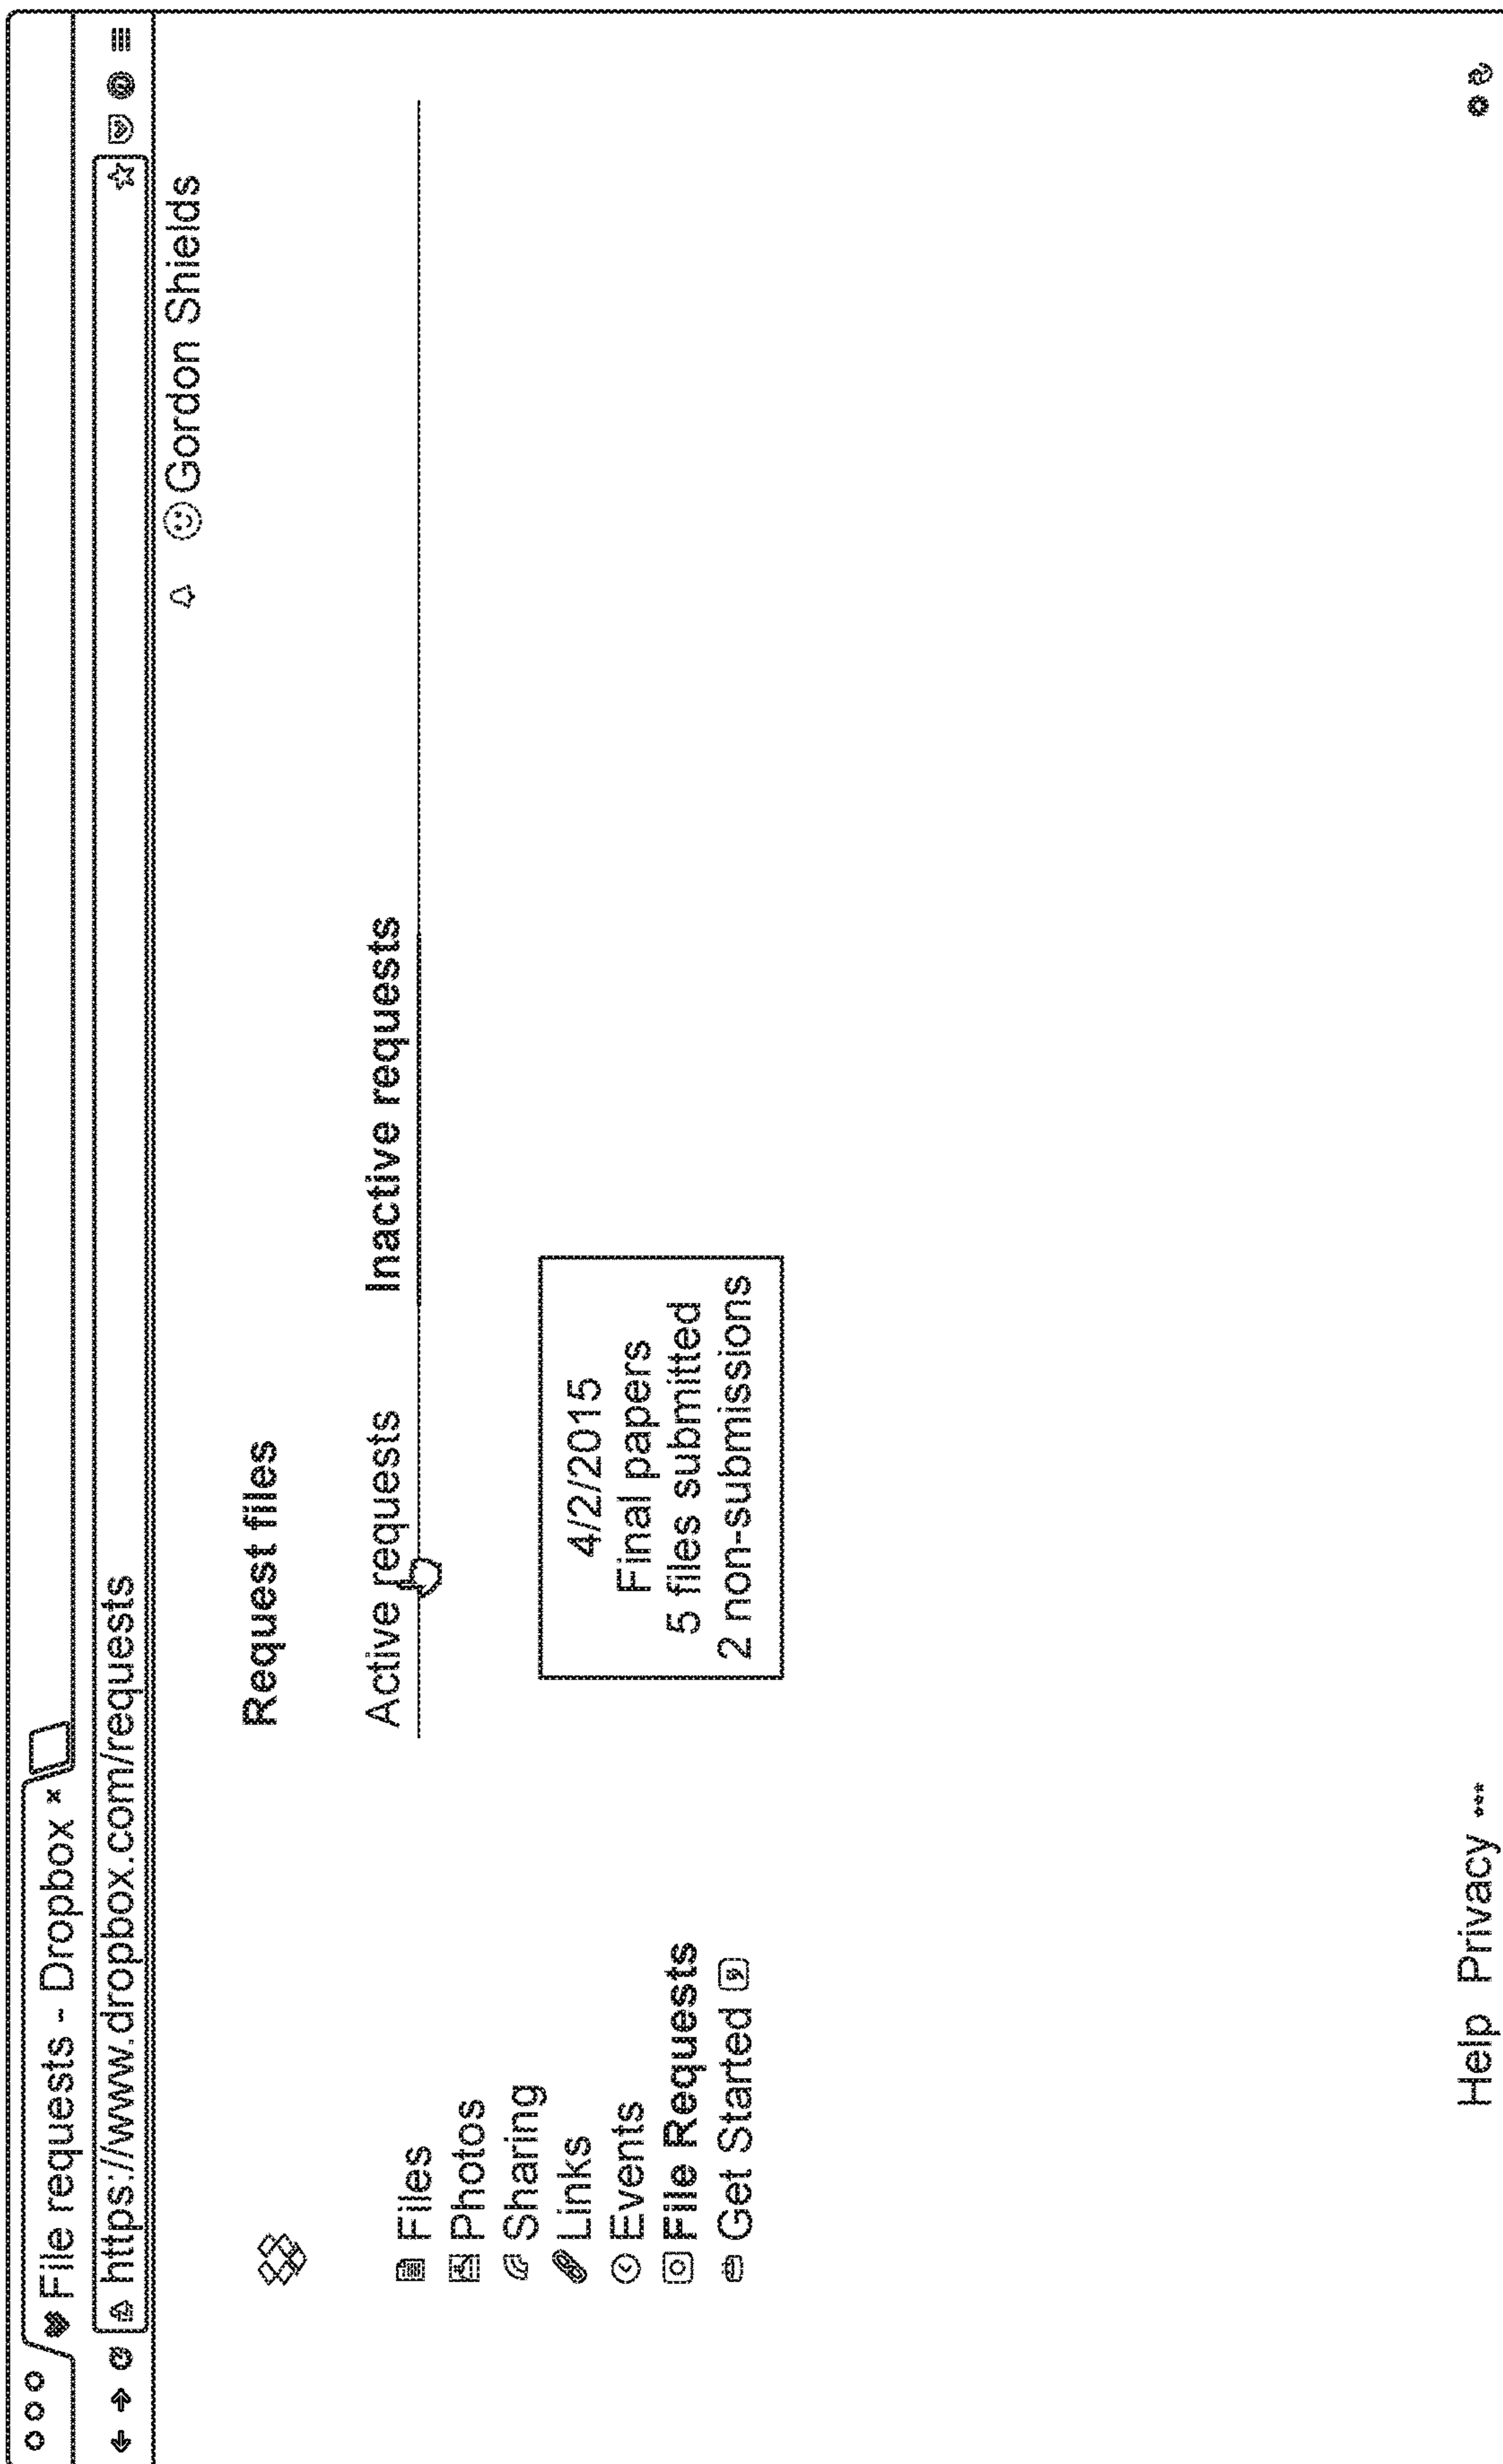 File requests - Dropbox ×
https://www.dropbox.com/requests
Gordon Shields
Request files
Active requests Inactive requests
Files
Photos
Sharing
Links
Events
File Requests
Get Started
4/2/2015
Final papers
5 files submitted
2 non-submissions
Help Privacy